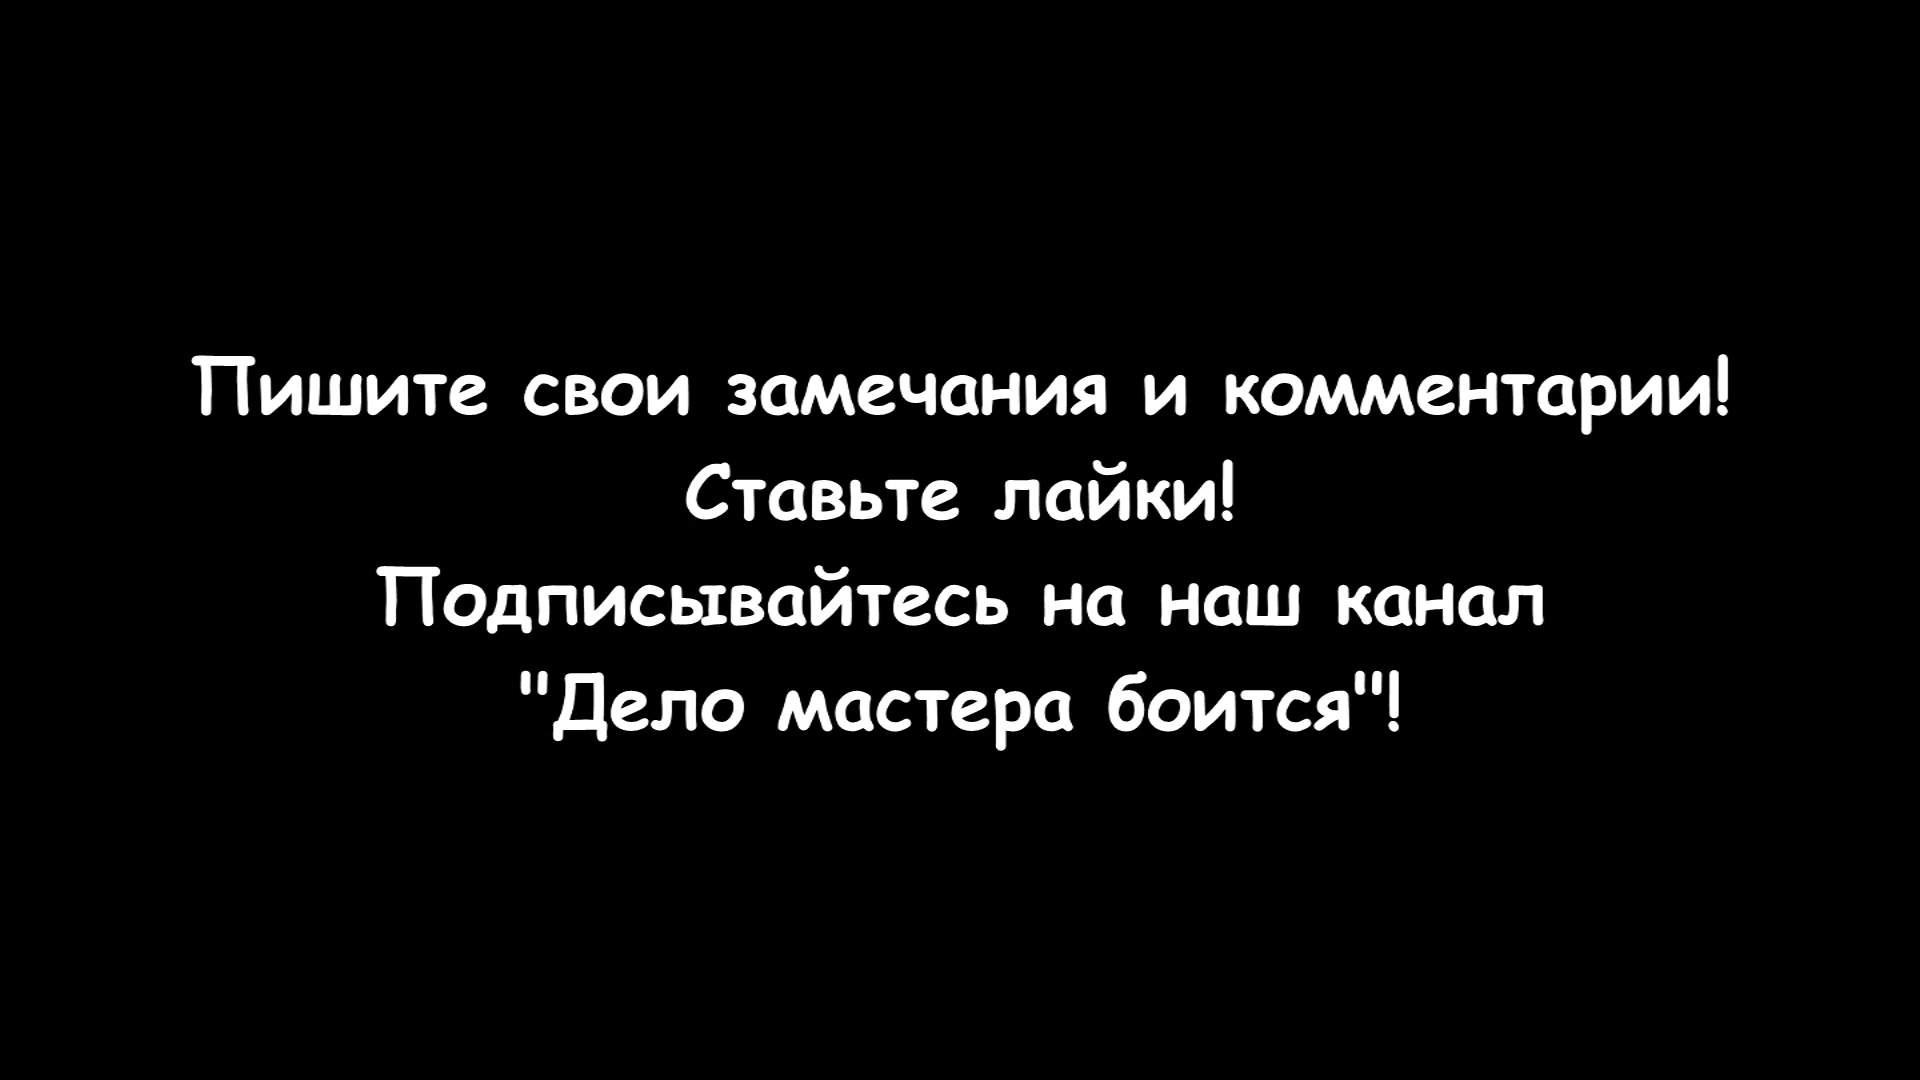 Пишите свои замечания и комментарии!
Ставьте лайки!
Подписывайтесь на наш канал
"Дело мастера боится"!